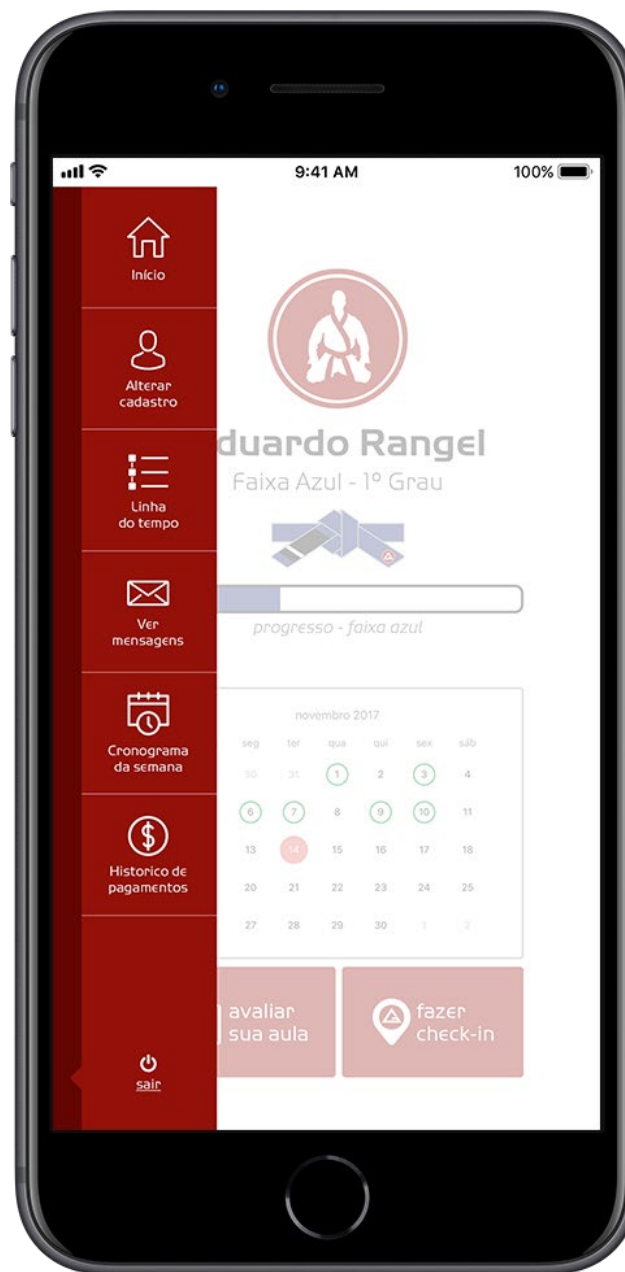 9:41 AM
100%
Início
Alterar
cadastro
Linha
do tempo
Ver
mensagens
Cronograma
da semana
Historico de
pagamentos
sair
duardo Rangel
Faixa Azul - 1º Grau
progresso - faixa azul
novembro 2017
seg ter qua qui sex sáb
30 31 1 2 3 4
6 7 8 9 10 11
13 14 15 16 17 18
20 21 22 23 24 25
27 28 29 30 1 2
avaliar
sua aula
fazer
check-in